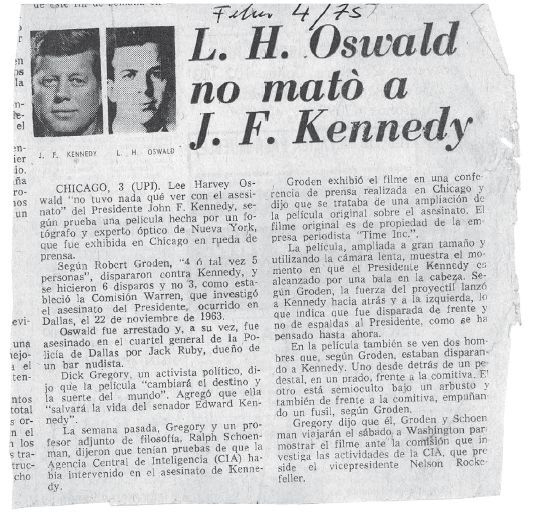 de este fin de semana en
4/75
L. H. Oswald
no matò a
J. F. Kennedy
J. F. KENNEDY L. H. OSWALD
CHICAGO, 3 (UPI). Lee Harvey Os-
wald "no tuvo nada qué ver con el asesi-
nato" del Presidente John F. Kennedy, se-
gún prueba una película hecha por un fo-
tógrafo y experto óptico de Nueva York,
que fue exhibida en Chicago en rueda de
prensa.
Según Robert Groden, "4 ó tal vez 5
personas", dispararon contra Kennedy, y
se hicieron 6 disparos y no 3, como esta-
bleció la Comisión Warren, que investigó
el asesinato del Presidente, ocurrido en
Dallas, el 22 de noviembre de 1963.
Oswald fue arrestado y, a su vez, fue
asesinado en el cuartel general de la Po-
licía de Dallas por Jack Ruby, dueño de
un bar nudista.
Dick Gregory, un activista político, di-
jo que la película "cambiará el destino y
la suerte del mundo". Agregó que ella
"salvará la vida del senador Edward Ken-
nedy".
La semana pasada, Gregory y un pro-
fesor adjunto de filosofía, Ralph Schoen-
man, dijeron que tenían pruebas de que la
Agencia Central de Inteligencia (CIA) ha-
bía intervenido en el asesinato de Kenne-
dy.
Groden exhibió el filme en una confe-
rencia de prensa realizada en Chicago y
dijo que se trataba de una ampliación de
la película original sobre el asesinato. El
filme original es de propiedad de la em-
presa periodista "Time Inc.".
La película, ampliada a gran tamaño y
utilizando la cámara lenta, muestra el mo-
mento en que el Presidente Kennedy es
alcanzado por una bala en la cabeza. Se-
gún Groden, la fuerza del proyectil lanzó
a Kennedy hacia atrás y a la izquierda, lo
que indica que fue disparada de frente y
no de espaldas al Presidente, como se ha
pensado hasta ahora.
En la película también se ven dos hom-
bres que, según Groden, estaban disparan-
do a Kennedy. Uno desde detrás de un pe-
destal, en un prado, frente a la comitiva. El
otro está semioculto bajo un arbusto y
también de frente a la comitiva, empuñan-
do un fusil, según Groden.
Gregory dijo que él, Groden y Schoen
man viajarán el sábado a Washington par
mostrar el filme ante la comisión que in-
vestiga las actividades de la CIA, que pre
side el vicepresidente Nelson Rocke-
feller.